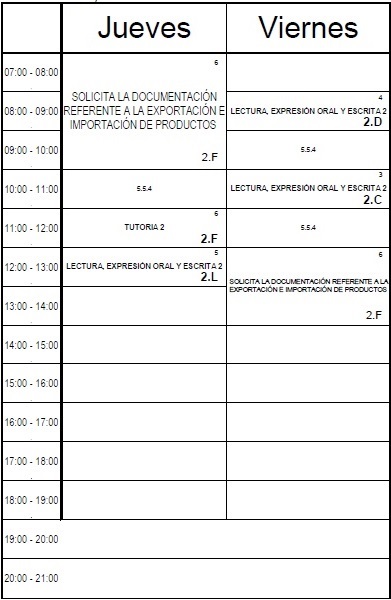 Jueves
Viernes
07:00 - 08:00
6
SOLICITA LA DOCUMENTACIÓN
REFERENTE A LA EXPORTACIÓN E
IMPORTACIÓN DE PRODUCTOS
2.F
08:00 - 09:00
4
LECTURA, EXPRESIÓN ORAL Y ESCRITA 2
2.D
09:00 - 10:00
5.5.4
10:00 - 11:00
5.5.4
3
LECTURA, EXPRESIÓN ORAL Y ESCRITA 2
2.C
11:00 - 12:00
6
TUTORIA 2
2.F
5.5.4
12:00 - 13:00
5
LECTURA, EXPRESIÓN ORAL Y ESCRITA 2
2.L
6
SOLICITA LA DOCUMENTACIÓN REFERENTE A LA
EXPORTACIÓN E IMPORTACIÓN DE PRODUCTOS
2.F
13:00 - 14:00
14:00 - 15:00
15:00 - 16:00
16:00 - 17:00
17:00 - 18:00
18:00 - 19:00
19:00 - 20:00
20:00 - 21:00